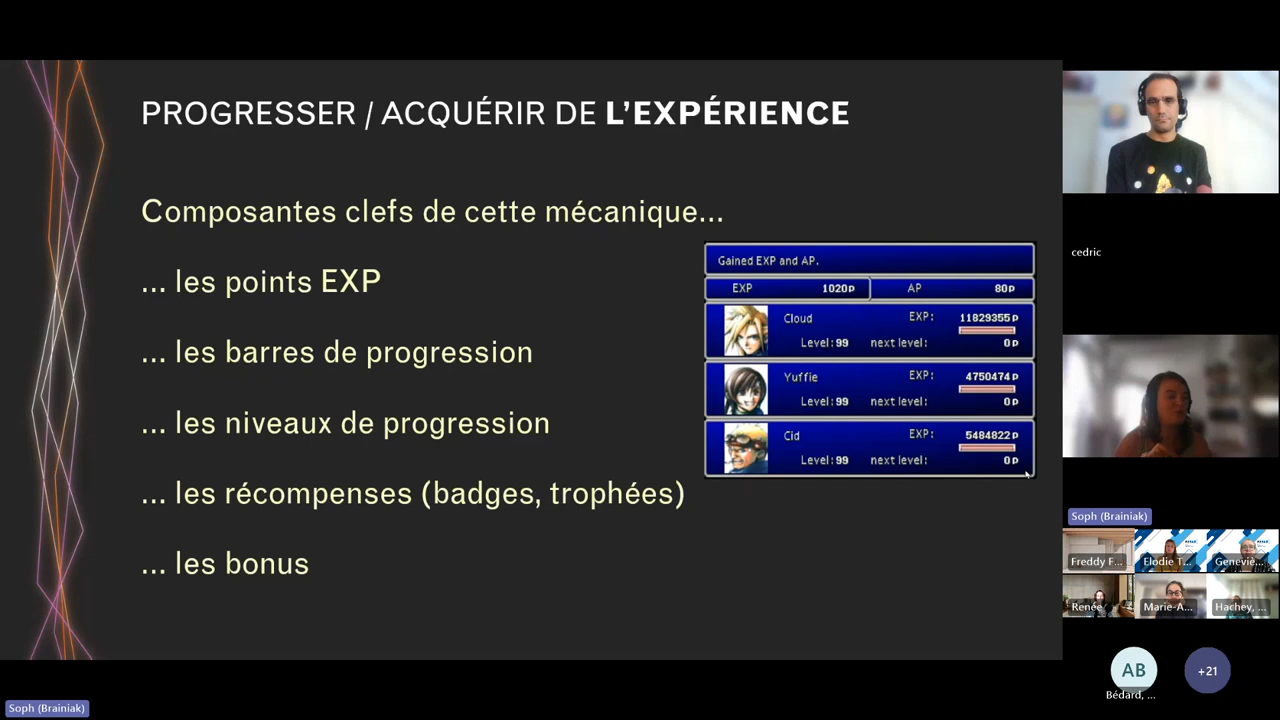 PROGRESSER / ACQUÉRIR DE L'EXPÉRIENCE
Composantes clefs de cette mécanique...
... les points EXP
... les barres de progression
... les niveaux de progression
... les récompenses (badges, trophées)
... les bonus
Gained EXP and AP.
EXP 1020p AP 80p
Cloud EXP: 11829355p
Level: 99 next level: 0p
Yuffie EXP: 4750474p
Level: 99 next level: 0p
Cid EXP: 5484822p
Level: 99 next level: 0p
cedric
Soph (Brainiak)
Freddy F... Elodie T... Geneviè...
Renée Marie-A... Hachey, ...
AB +21
Bédard, ...
Soph (Brainiak)